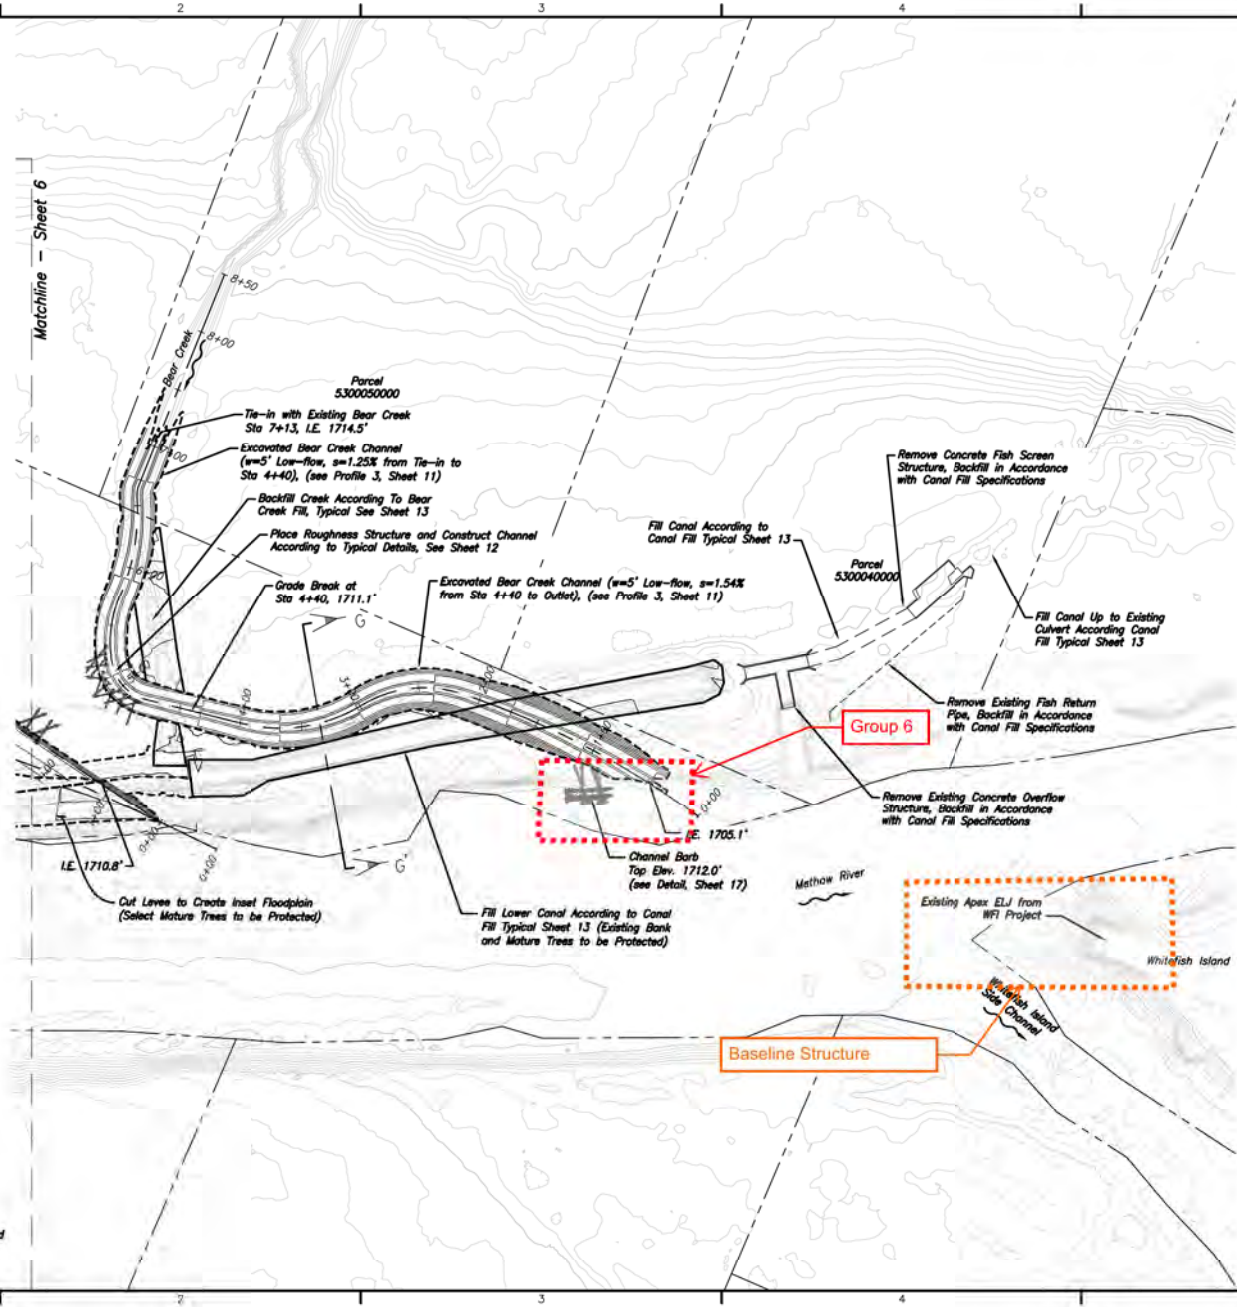 2
3
4
Matchline - Sheet 6
8+50
8+00
Bear Creek
Parcel
5300050000
Tie-in with Existing Bear Creek
Sta 7+13, I.E. 1714.5'
Excavated Bear Creek Channel
(w=5' Low-flow, s=1.25% from Tie-in to
Sta 4+40), (see Profile 3, Sheet 11)
Backfill Creek According To Bear
Creek Fill, Typical See Sheet 13
Place Roughness Structure and Construct Channel
According to Typical Details, See Sheet 12
Grade Break at
Sta 4+40, 1711.1'
Excavated Bear Creek Channel (w=5' Low-flow, s=1.54%
from Sta 4+40 to Outlet), (see Profile 3, Sheet 11)
Fill Canal According to
Canal Fill Typical Sheet 13
Remove Concrete Fish Screen
Structure, Backfill in Accordance
with Canal Fill Specifications
Parcel
5300040000
Fill Canal Up to Existing
Culvert According Canal
Fill Typical Sheet 13
6+00
G
Remove Existing Fish Return
Pipe, Backfill in Accordance
with Canal Fill Specifications
Group 6
Remove Existing Concrete Overflow
Structure, Backfill in Accordance
with Canal Fill Specifications
0+00
I.E. 1705.1'
Channel Barb
Top Elev. 1712.0'
(see Detail, Sheet 17)
0+00
0+00
I.E. 1710.8'
G'
Cut Levee to Create Inset Floodplain
(Select Mature Trees to be Protected)
Fill Lower Canal According to Canal
Fill Typical Sheet 13 (Existing Bank
and Mature Trees to be Protected)
Methow River
Existing Apex ELJ from
WFI Project
Whitefish Island
Whitefish Island
Side Channel
Baseline Structure
2
3
4